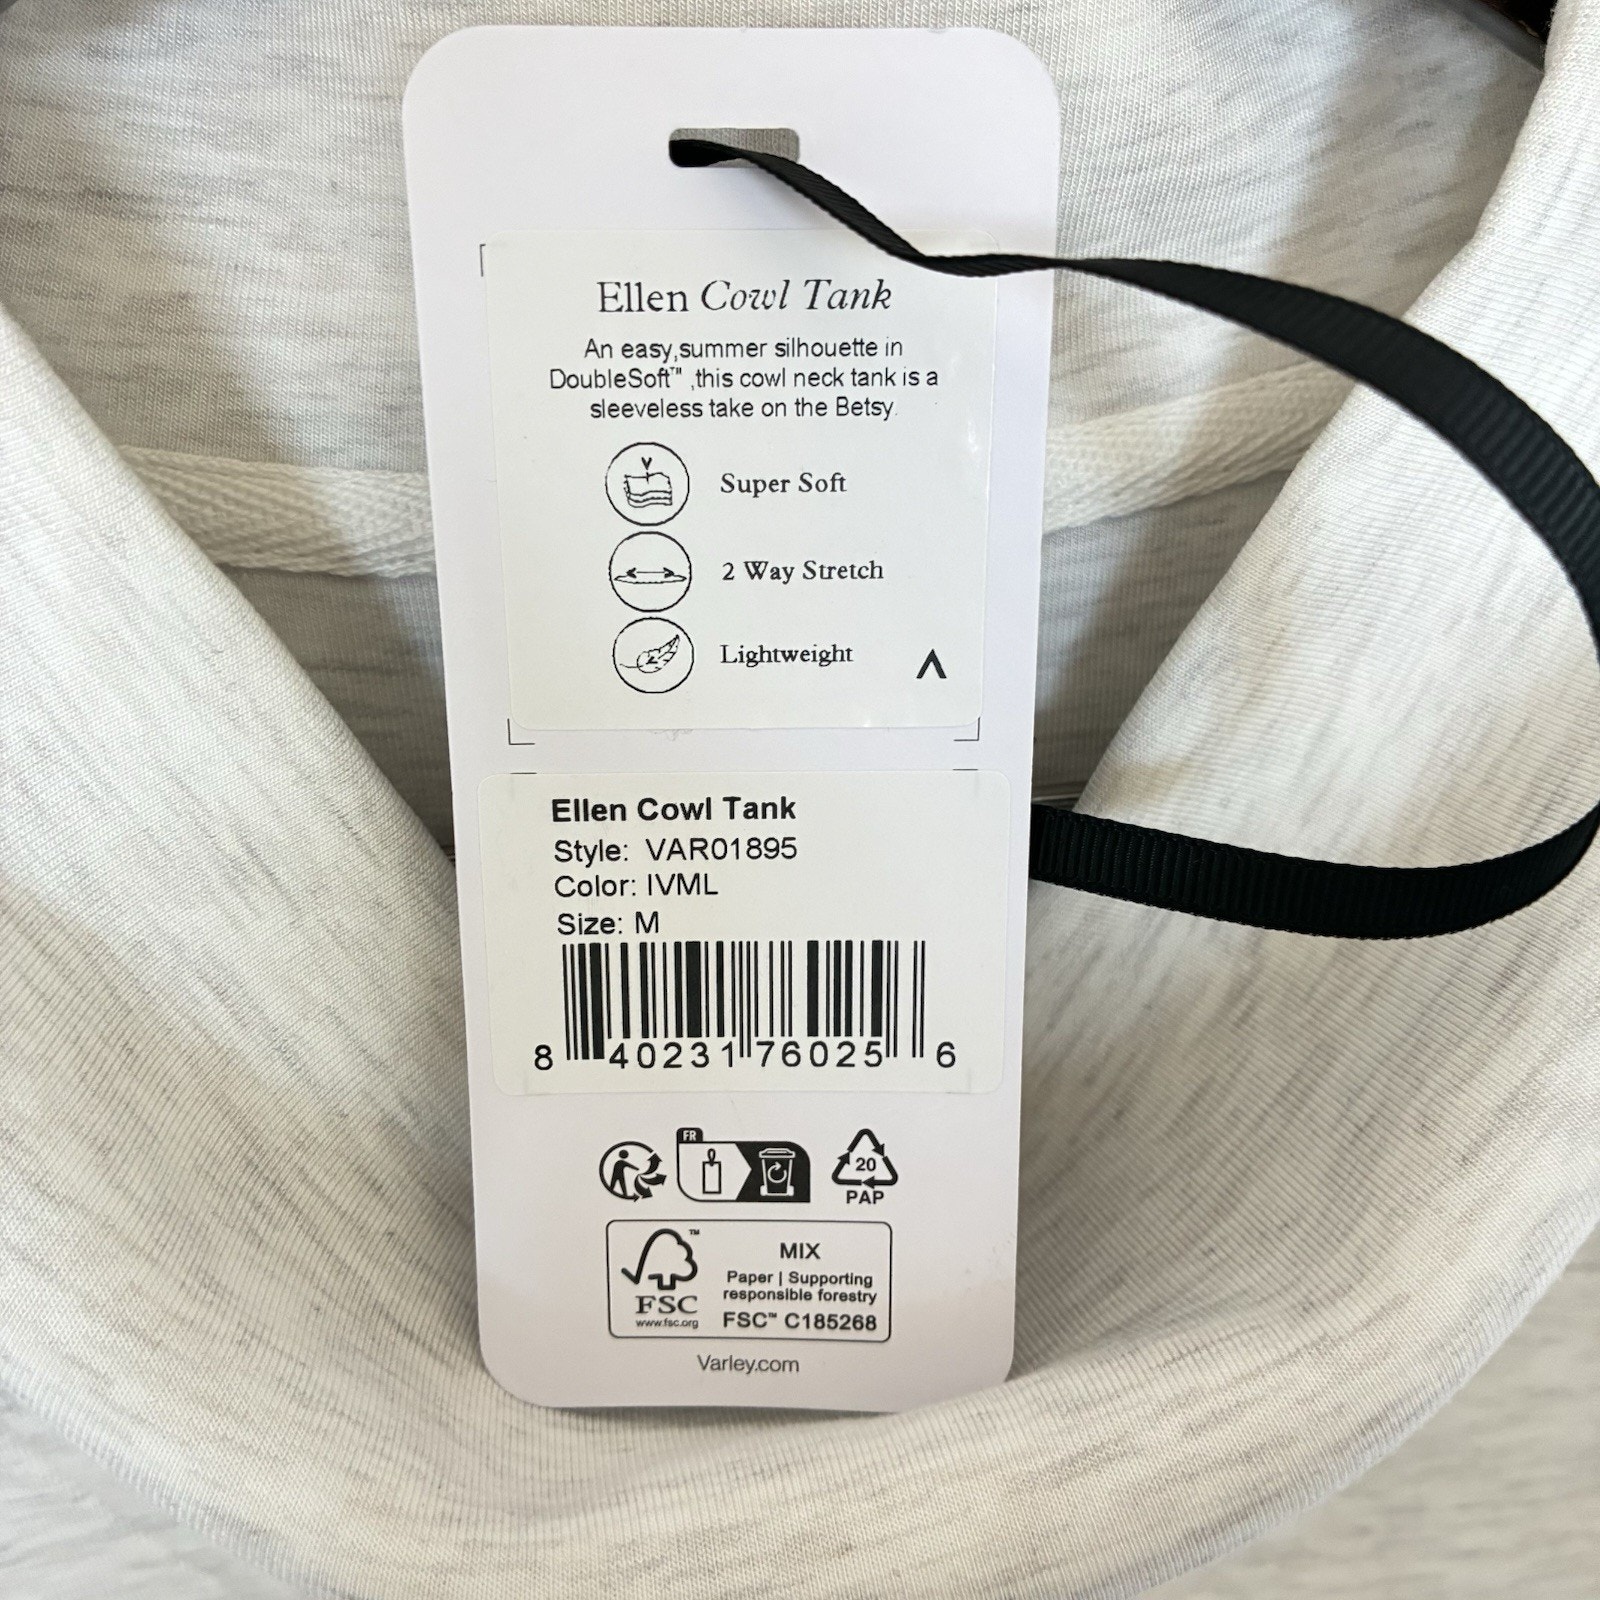 Ellen Cowl Tank
An easy,summer silhouette in
DoubleSoft™ ,this cowl neck tank is a
sleeveless take on the Betsy.
Super Soft
2 Way Stretch
Lightweight
Ellen Cowl Tank
Style: VAR01895
Color: IVML
Size: M
8 40231 76025 6
FR
20
PAP
FSC
www.fsc.org
MIX
Paper | Supporting
responsible forestry
FSC™ C185268
Varley.com